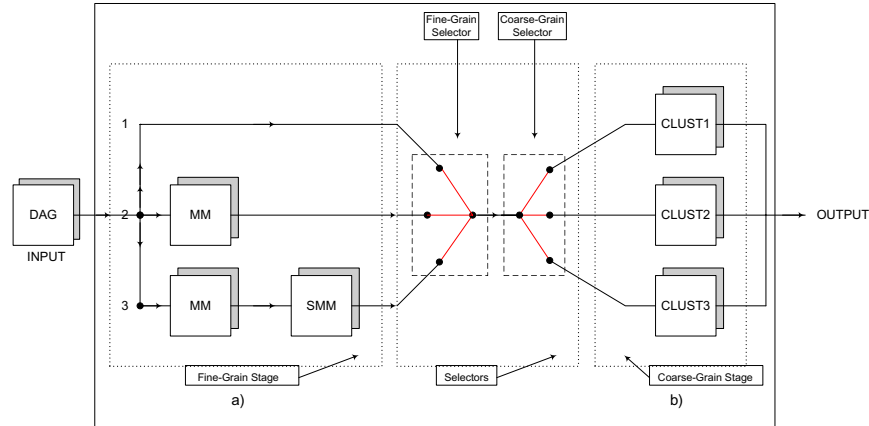 Fine-Grain
Selector
Coarse-Grain
Selector
1
CLUST1
DAG
2
MM
CLUST2
OUTPUT
INPUT
3
MM
SMM
CLUST3
Fine-Grain Stage
Selectors
Coarse-Grain Stage
a)
b)